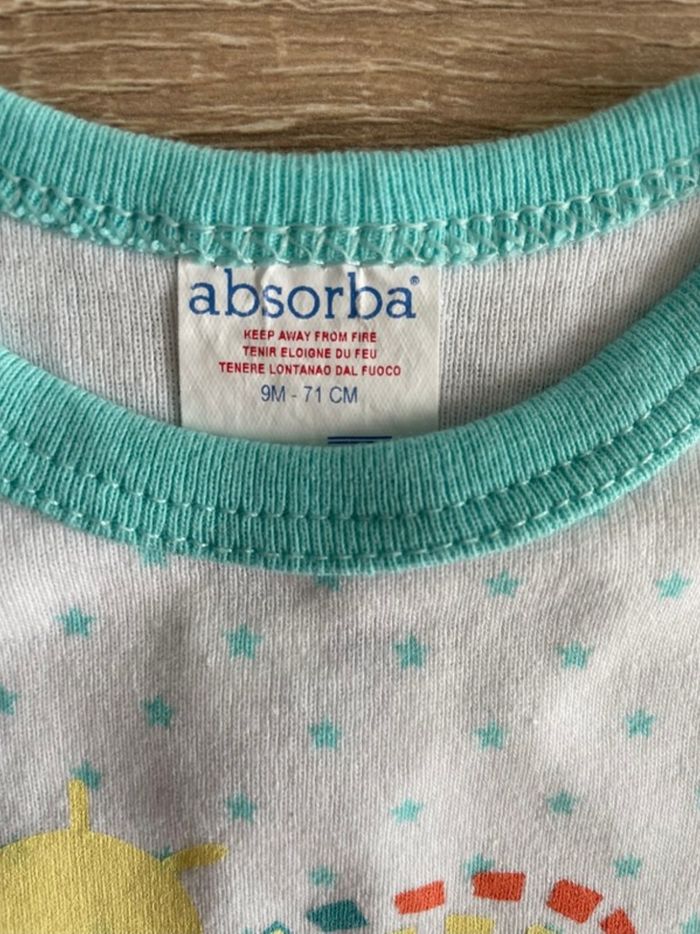 absorba®
KEEP AWAY FROM FIRE
TENIR ELOIGNE DU FEU
TENERE LONTANAO DAL FUOCO
9M - 71 CM